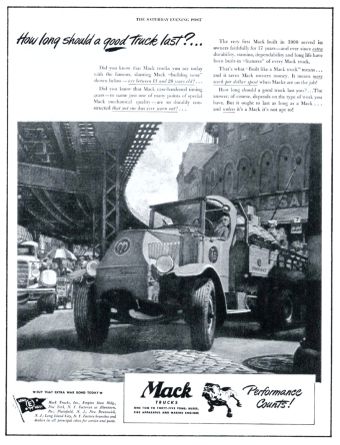 THE SATURDAY EVENING POST
How long should a good Truck last?...
Did you know that Mack trucks you see today
with the famous, slanting Mack "bulldog nose"
shown below—are between 15 and 28 years old?...
Did you know that Mack case-hardened timing
gears—to name just one of many points of special
Mack mechanical quality—are so durably con-
structed that not one has ever worn out?...
The very first Mack built in 1900 served its
owners faithfully for 17 years—and ever since extra
durability, stamina, dependability and long life have
been built-in "features" of every Mack truck.
That's what "Built like a Mack truck" means...
and it saves Mack owners money. It means more
work per dollar spent when Macks are on the job!
How long should a good truck last you?...The
answer, of course, depends on the type of work you
have. But it ought to last as long as a Mack...
and unless it's a Mack it's not apt to!
★BUY THAT EXTRA WAR BOND TODAY★
Mack Trucks, Inc., Empire State Bldg.,
New York, N. Y. Factories at Allentown,
Pa.; Plainfield, N. J.; New Brunswick,
N. J.; Long Island City, N. Y. Factory branches and
dealers in all principal cities for service and parts.
Mack
TRUCKS
ONE TON TO FORTY-FIVE TONS, BUSES,
FIRE APPARATUS AND MARINE ENGINES
Performance
Counts!